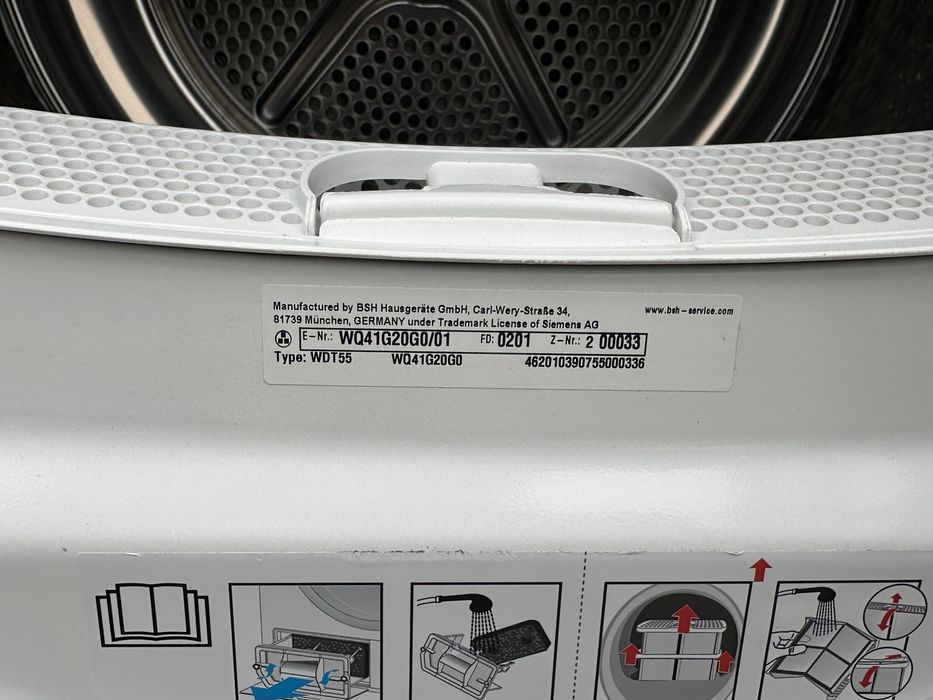 Manufactured by BSH Hausgeräte GmbH, Carl-Wery-Straße 34, www.bsh-service.com
81739 München, GERMANY under Trademark License of Siemens AG
E-Nr.: WQ41G20G0/01 FD: 0201 Z-Nr.: 2 00033
Type: WDT55 WQ41G20G0 462010390755000336